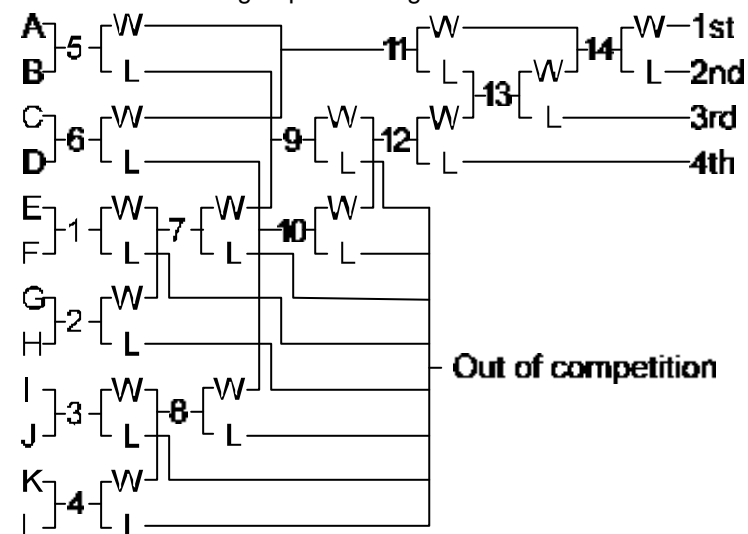 A W W W 1st
5 11 14
B L L W L 2nd
13
C W W W L 3rd
6 9 12
D L L L 4th
E W W W
1 7 10
F L L L
G W
2
H L
Out of competition
I W W
3 8
J L L
K W
4
L